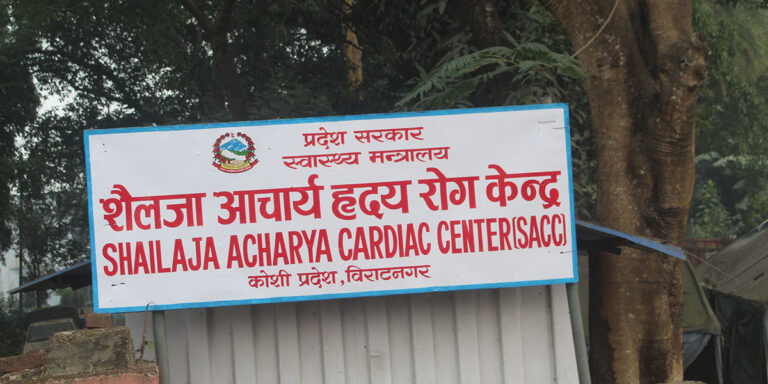 प्रदेश सरकार
स्वास्थ्य मन्त्रालय
शैलजा आचार्य हृदय रोग केन्द्र
SHAILAJA ACHARYA CARDIAC CENTER(SACC)
कोशी प्रदेश, विराटनगर